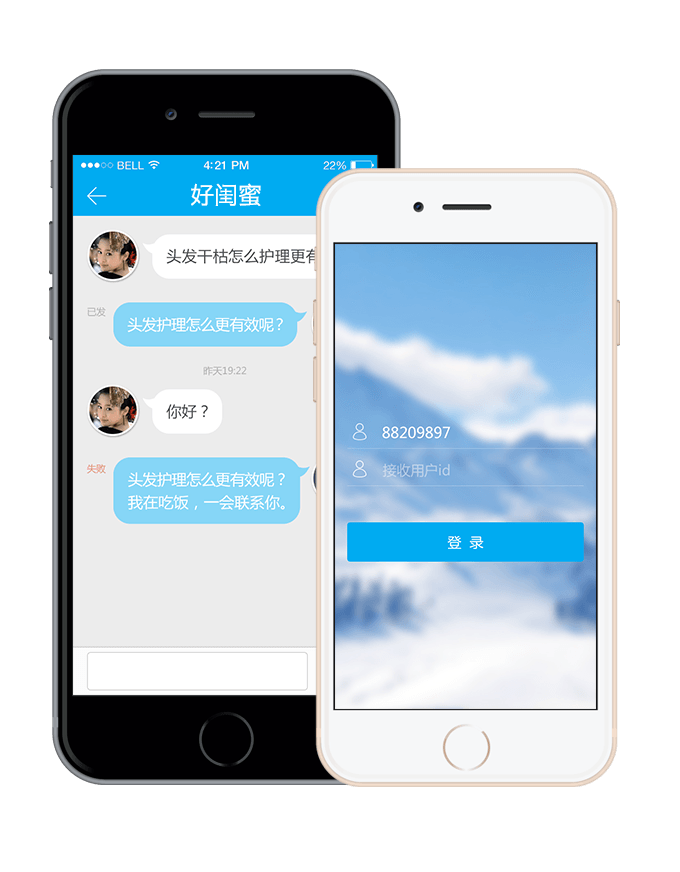 BELL
4:21 PM
22%
好闺蜜
头发干枯怎么护理更有
已发
头发护理怎么更有效呢？
昨天19:22
你好？
失败
头发护理怎么更有效呢？
我在吃饭，一会联系你。
88209897
接收用户id
登 录